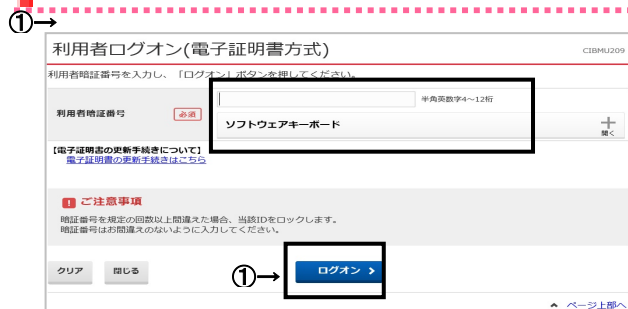 ①→
利用者ログオン(電子証明書方式)
CIBMU209
利用者暗証番号を入力し、「ログオン」ボタンを押してください。
半角英数字4～12桁
利用者暗証番号
必須
ソフトウェアキーボード
開く
【電子証明書の更新手続きについて】
電子証明書の更新手続きはこちら
ご注意事項
暗証番号を規定の回数以上間違えた場合、当該IDをロックします。
暗証番号はお間違えのないように入力してください。
クリア
閉じる
①→
ログオン
ページ上部へ